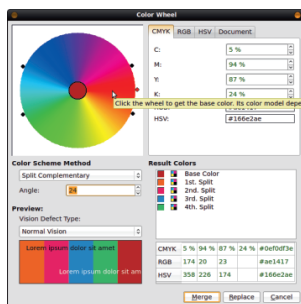 Color Wheel
CMYK RGB HSV Document
C: 5 %
M: 94 %
Y: 87 %
K: 24 %
Click the wheel to get the base color. Its color model depe
HSV: #166e2ae
Color Scheme Method
Split Complementary
Angle: 24
Preview:
Vision Defect Type:
Normal Vision
Lorem ipsum dolor sit amet
Lorem ipsum dolor sit am
Result Colors
Base Color
1st. Split
2nd. Split
3rd. Split
4th. Split
CMYK 5 % 94 % 87 % 24 % #0ef0df3e
RGB 174 20 23 #ae1417
HSV 358 226 174 #166e2ae
Merge Replace Cancel